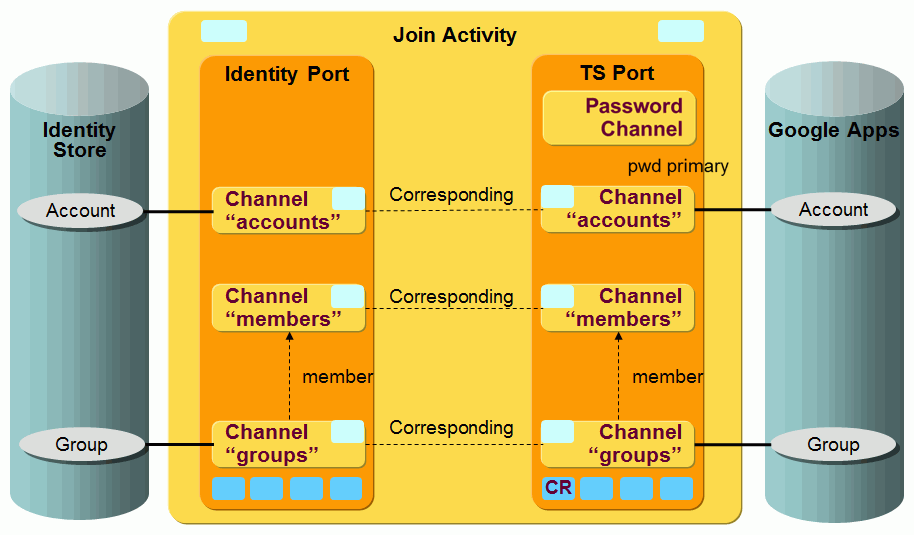 Join Activity
Identity Port
TS Port
Password
Channel
Identity
Store
Google Apps
pwd primary
Account
Channel
“accounts”
Corresponding
Channel
“accounts”
Account
Channel
“members”
Corresponding
Channel
“members”
member
member
Group
Channel
“groups”
Corresponding
Channel
“groups”
Group
CR